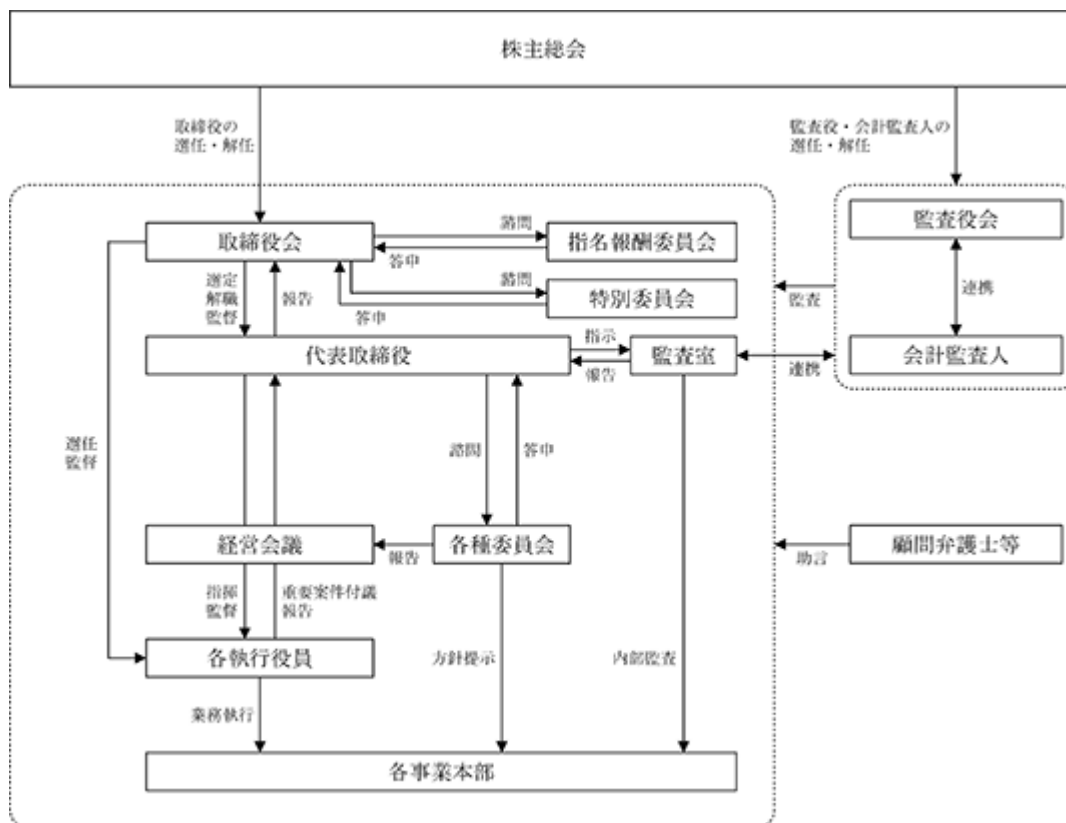 株主総会
取締役の
選任・解任
監査役・会計監査人の
選任・解任
取締役会
諮問
答申
指名報酬委員会
監査役会
選定
解職
監督
報告
諮問
答申
特別委員会
監査
連携
代表取締役
指示
報告
監査室
連携
会計監査人
選任
監督
諮問
答申
経営会議
報告
各種委員会
助言
顧問弁護士等
指揮
監督
重要案件付議
報告
各執行役員
方針提示
内部監査
業務執行
各事業本部